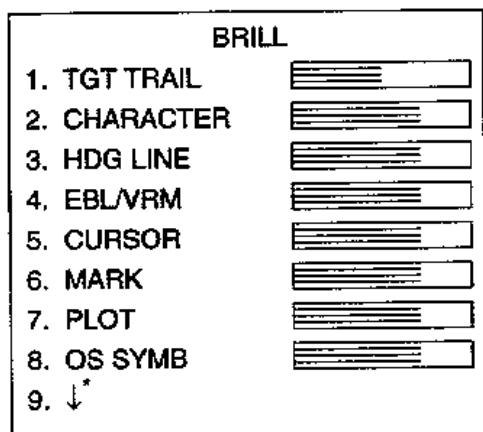 BRILL
1. TGT TRAIL
2. CHARACTER
3. HDG LINE
4. EBL/VRM
5. CURSOR
6. MARK
7. PLOT
8. OS SYMB
9. ↓*